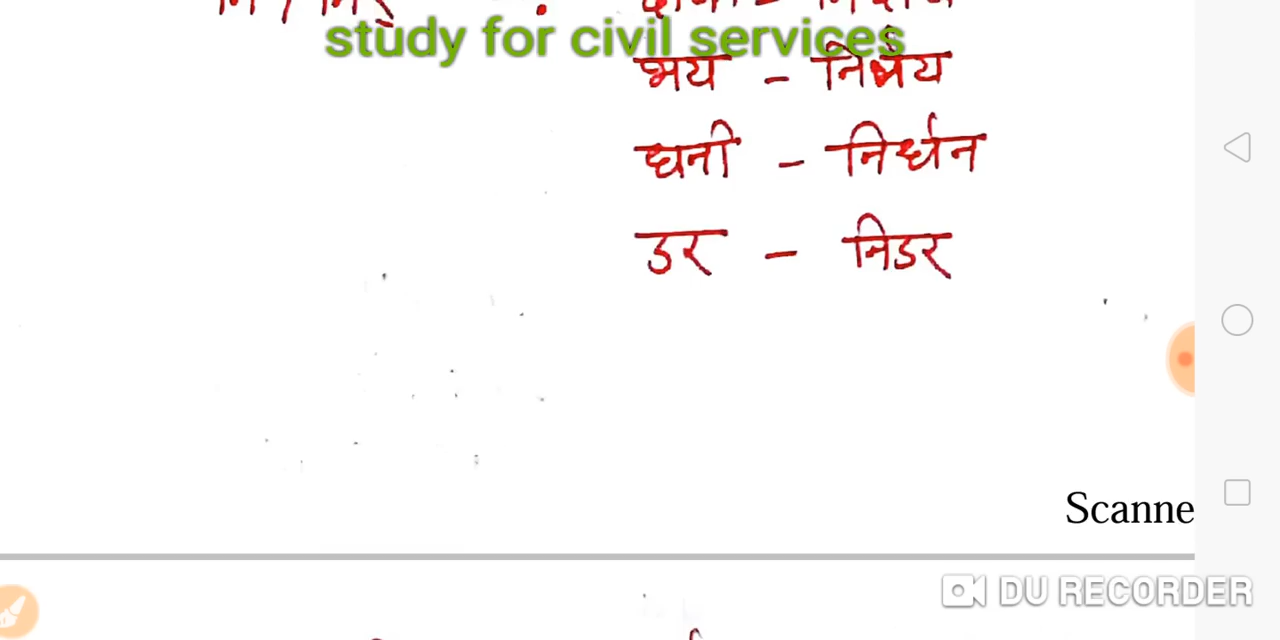 study for civil services
भय - निर्भय
धनी - निर्धन
डर - निडर
Scanne
DU RECORDER